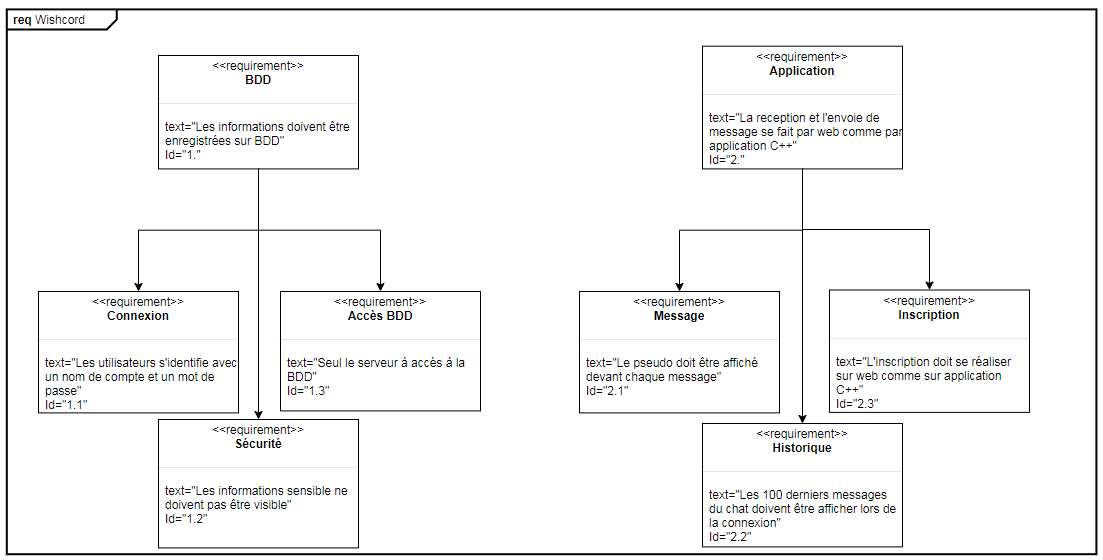 req Wishcord
<<requirement>>
BDD
text="Les informations doivent être
enregistrées sur BDD"
Id="1."
<<requirement>>
Application
text="La reception et l'envoie de
message se fait par web comme par
application C++"
Id="2."
<<requirement>>
Connexion
text="Les utilisateurs s'identifie avec
un nom de compte et un mot de
passe"
Id="1.1"
<<requirement>>
Accès BDD
text="Seul le serveur à accès à la
BDD"
Id="1.3"
<<requirement>>
Sécurité
text="Les informations sensible ne
doivent pas être visible"
Id="1.2"
<<requirement>>
Message
text="Le pseudo doit être affiché
devant chaque message"
Id="2.1"
<<requirement>>
Inscription
text="L'inscription doit se réaliser
sur web comme sur application
C++"
Id="2.3"
<<requirement>>
Historique
text="Les 100 derniers messages
du chat doivent être afficher lors de
la connexion"
Id="2.2"